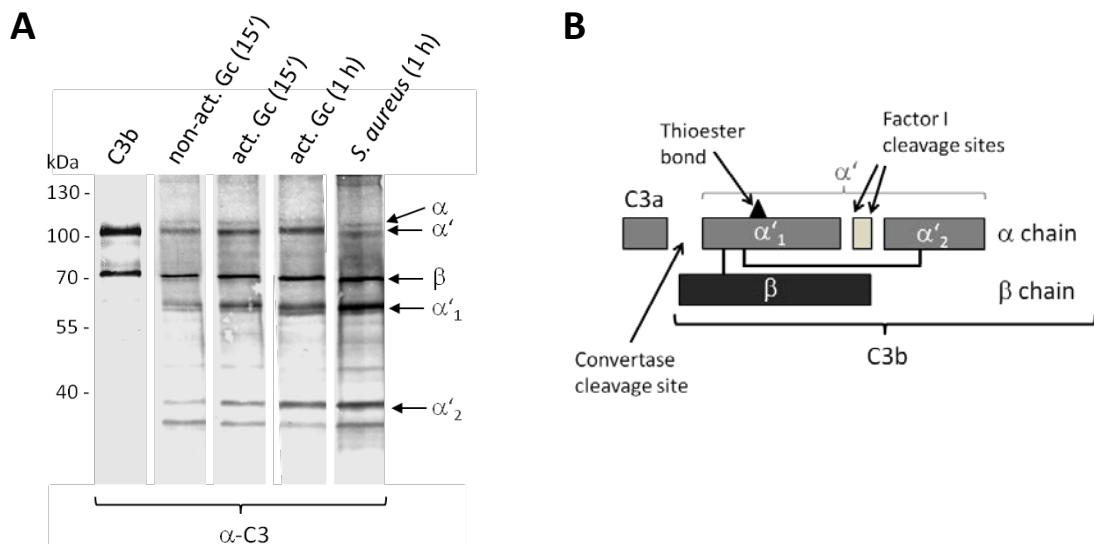 A
B
C3b
non-act. Gc (15‘)
act. Gc (15‘)
act. Gc (1 h)
S. aureus (1 h)
kDa
130 -
100 -
70 -
55 -
40 -
α
α‘
β
α‘1
α‘2
α-C3
Thioester
bond
Factor I
cleavage sites
α‘
C3a
α‘1
α‘2
α chain
β
β chain
C3b
Convertase
cleavage site